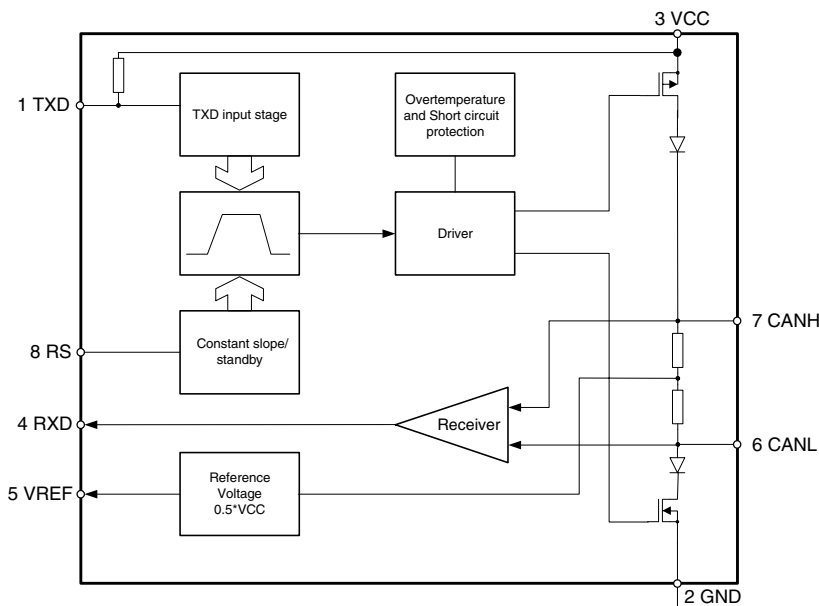 3 VCC
1 TXD
TXD input stage
Overtemperature
and Short circuit
protection
Driver
7 CANH
8 RS
Constant slope/
standby
4 RXD
Receiver
6 CANL
5 VREF
Reference
Voltage
0.5*VCC
2 GND